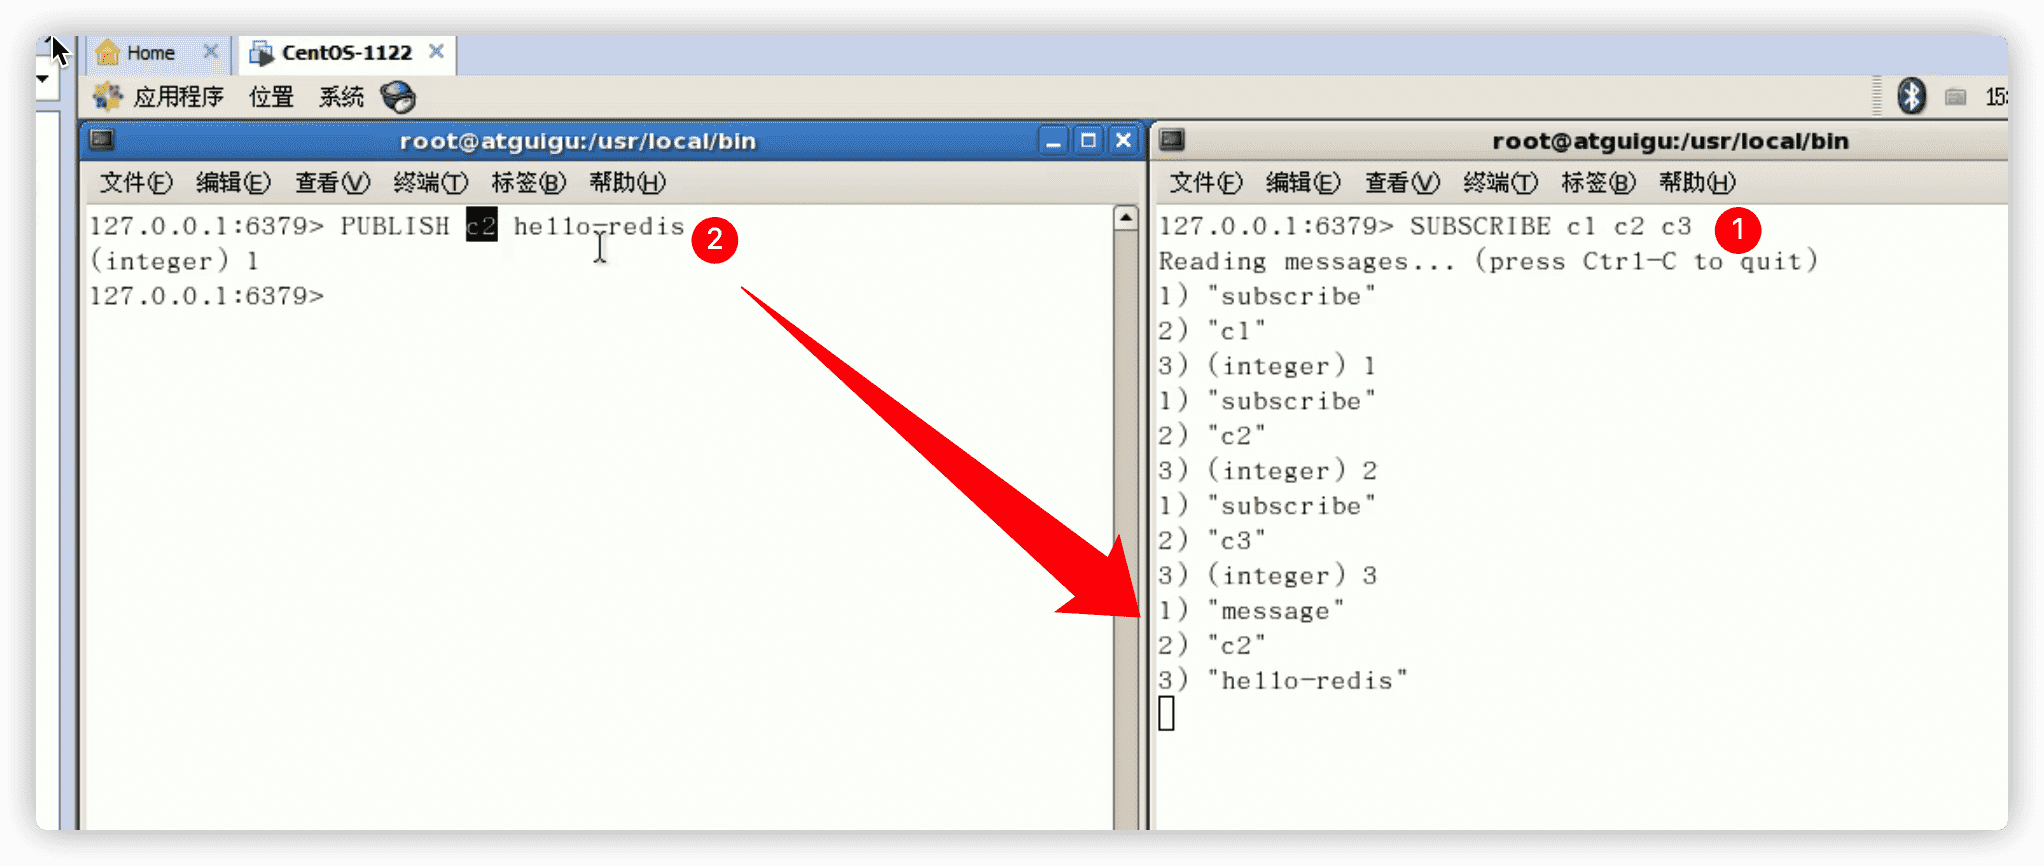 Home
CentOS-1122
应用程序 位置 系统
15:
root@atguigu:/usr/local/bin
文件(F) 编辑(E) 查看(V) 终端(T) 标签(B) 帮助(H)
127.0.0.1:6379> PUBLISH c2 hello-redis
2
(integer) 1
127.0.0.1:6379>
root@atguigu:/usr/local/bin
文件(F) 编辑(E) 查看(V) 终端(T) 标签(B) 帮助(H)
127.0.0.1:6379> SUBSCRIBE c1 c2 c3
1
Reading messages... (press Ctrl-C to quit)
1) "subscribe"
2) "c1"
3) (integer) 1
1) "subscribe"
2) "c2"
3) (integer) 2
1) "subscribe"
2) "c3"
3) (integer) 3
1) "message"
2) "c2"
3) "hello-redis"